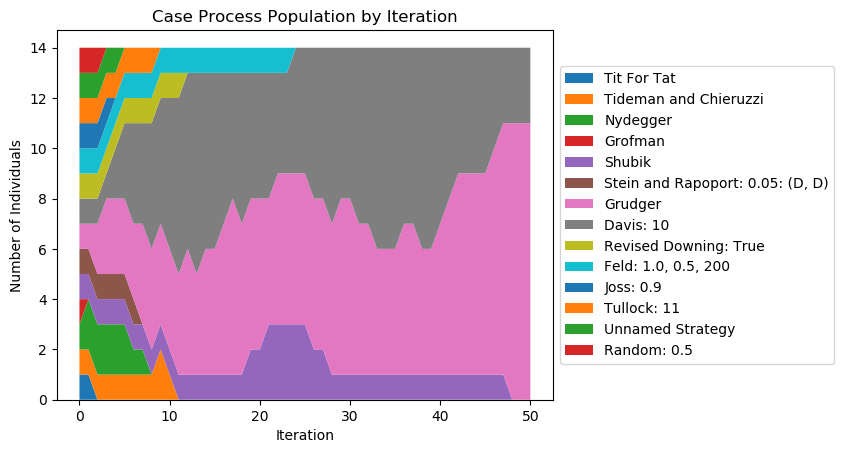 Case Process Population by Iteration
Number of Individuals
14
12
10
8
6
4
2
0
0 10 20 30 40 50
Iteration
Tit For Tat
Tideman and Chieruzzi
Nydegger
Grofman
Shubik
Stein and Rapoport: 0.05: (D, D)
Grudger
Davis: 10
Revised Downing: True
Feld: 1.0, 0.5, 200
Joss: 0.9
Tullock: 11
Unnamed Strategy
Random: 0.5